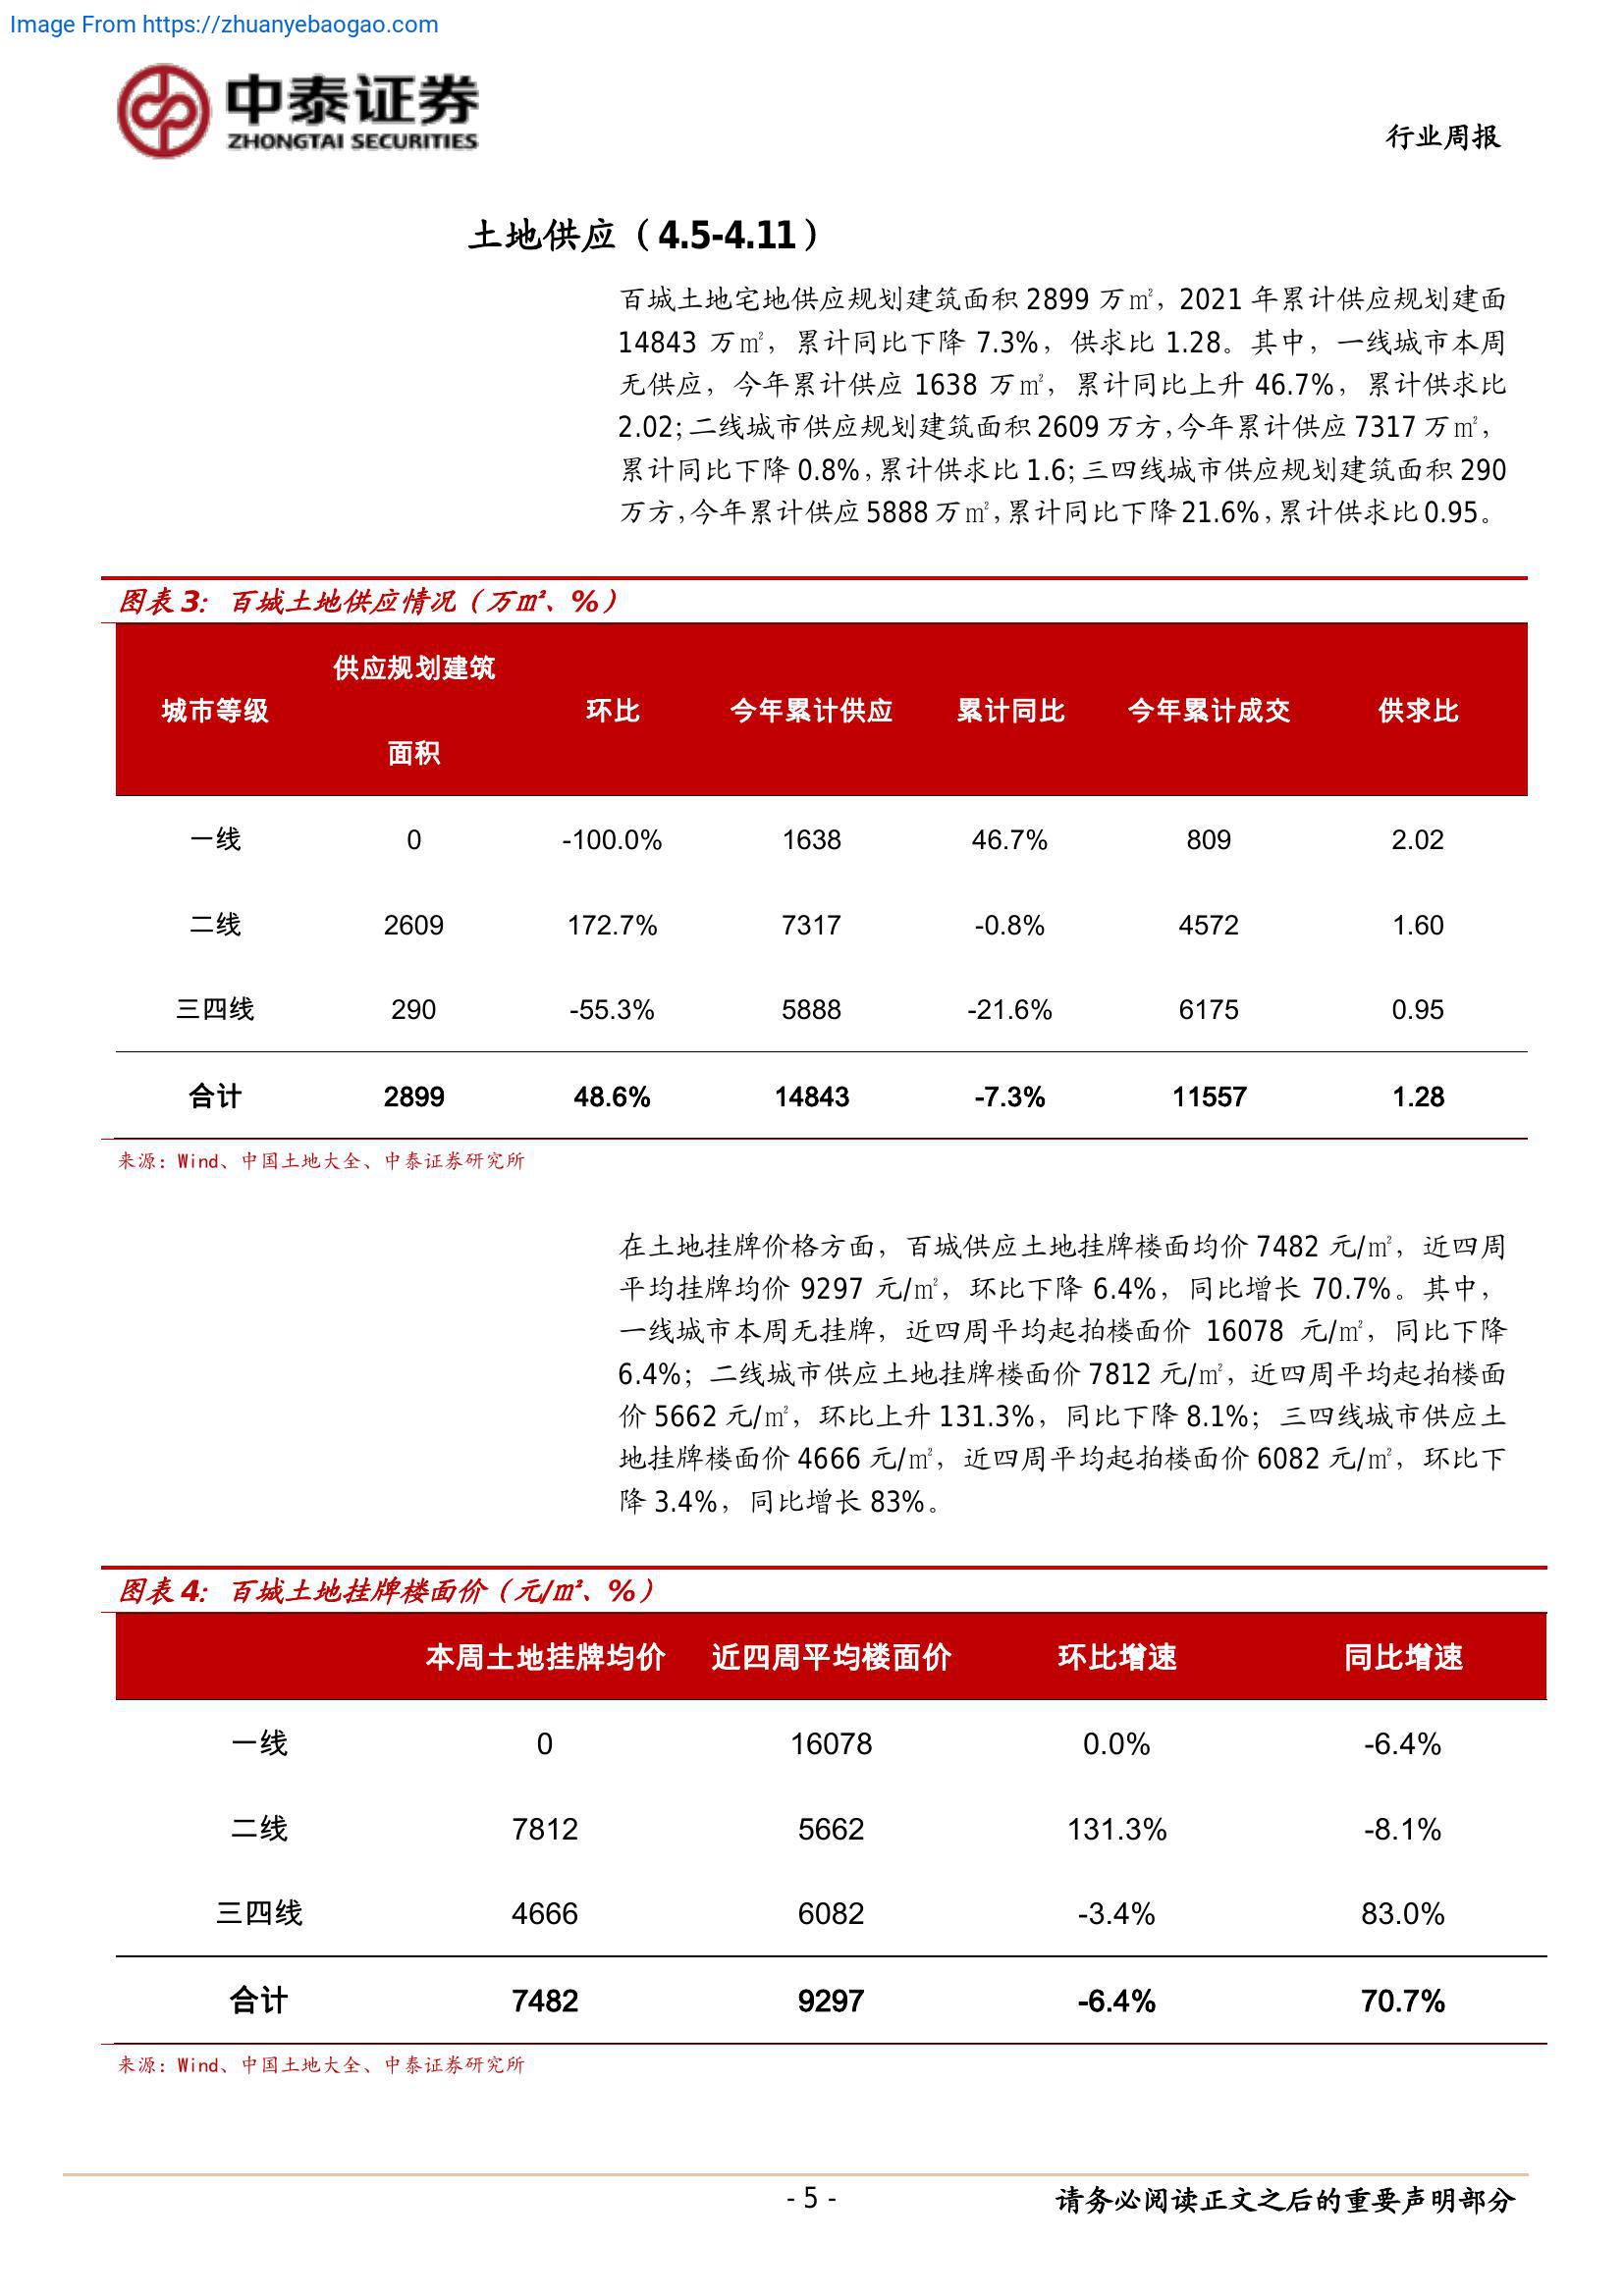 Image From https://zhuanyebaogao.com
中泰证券
ZHONGTAI SECURITIES
行业周报
土地供应（4.5-4.11）
百城土地宅地供应规划建筑面积 2899 万㎡，2021 年累计供应规划建面
14843 万㎡，累计同比下降 7.3%，供求比 1.28。其中，一线城市本周
无供应，今年累计供应 1638 万㎡，累计同比上升 46.7%，累计供求比
2.02；二线城市供应规划建筑面积 2609 万方，今年累计供应 7317 万㎡，
累计同比下降 0.8%，累计供求比 1.6；三四线城市供应规划建筑面积 290
万方，今年累计供应 5888 万㎡，累计同比下降 21.6%，累计供求比 0.95。
图表 3：百城土地供应情况（万㎡、%）
城市等级 供应规划建筑面积 环比 今年累计供应 累计同比 今年累计成交 供求比
一线 0 -100.0% 1638 46.7% 809 2.02
二线 2609 172.7% 7317 -0.8% 4572 1.60
三四线 290 -55.3% 5888 -21.6% 6175 0.95
合计 2899 48.6% 14843 -7.3% 11557 1.28
来源：Wind、中国土地大全、中泰证券研究所
在土地挂牌价格方面，百城供应土地挂牌楼面均价 7482 元/㎡，近四周
平均挂牌均价 9297 元/㎡，环比下降 6.4%，同比增长 70.7%。其中，
一线城市本周无挂牌，近四周平均起拍楼面价 16078 元/㎡，同比下降
6.4%；二线城市供应土地挂牌楼面价 7812 元/㎡，近四周平均起拍楼面
价 5662 元/㎡，环比上升 131.3%，同比下降 8.1%；三四线城市供应土
地挂牌楼面价 4666 元/㎡，近四周平均起拍楼面价 6082 元/㎡，环比下
降 3.4%，同比增长 83%。
图表 4：百城土地挂牌楼面价（元/㎡、%）
本周土地挂牌均价 近四周平均楼面价 环比增速 同比增速
一线 0 16078 0.0% -6.4%
二线 7812 5662 131.3% -8.1%
三四线 4666 6082 -3.4% 83.0%
合计 7482 9297 -6.4% 70.7%
来源：Wind、中国土地大全、中泰证券研究所
- 5 -
请务必阅读正文之后的重要声明部分